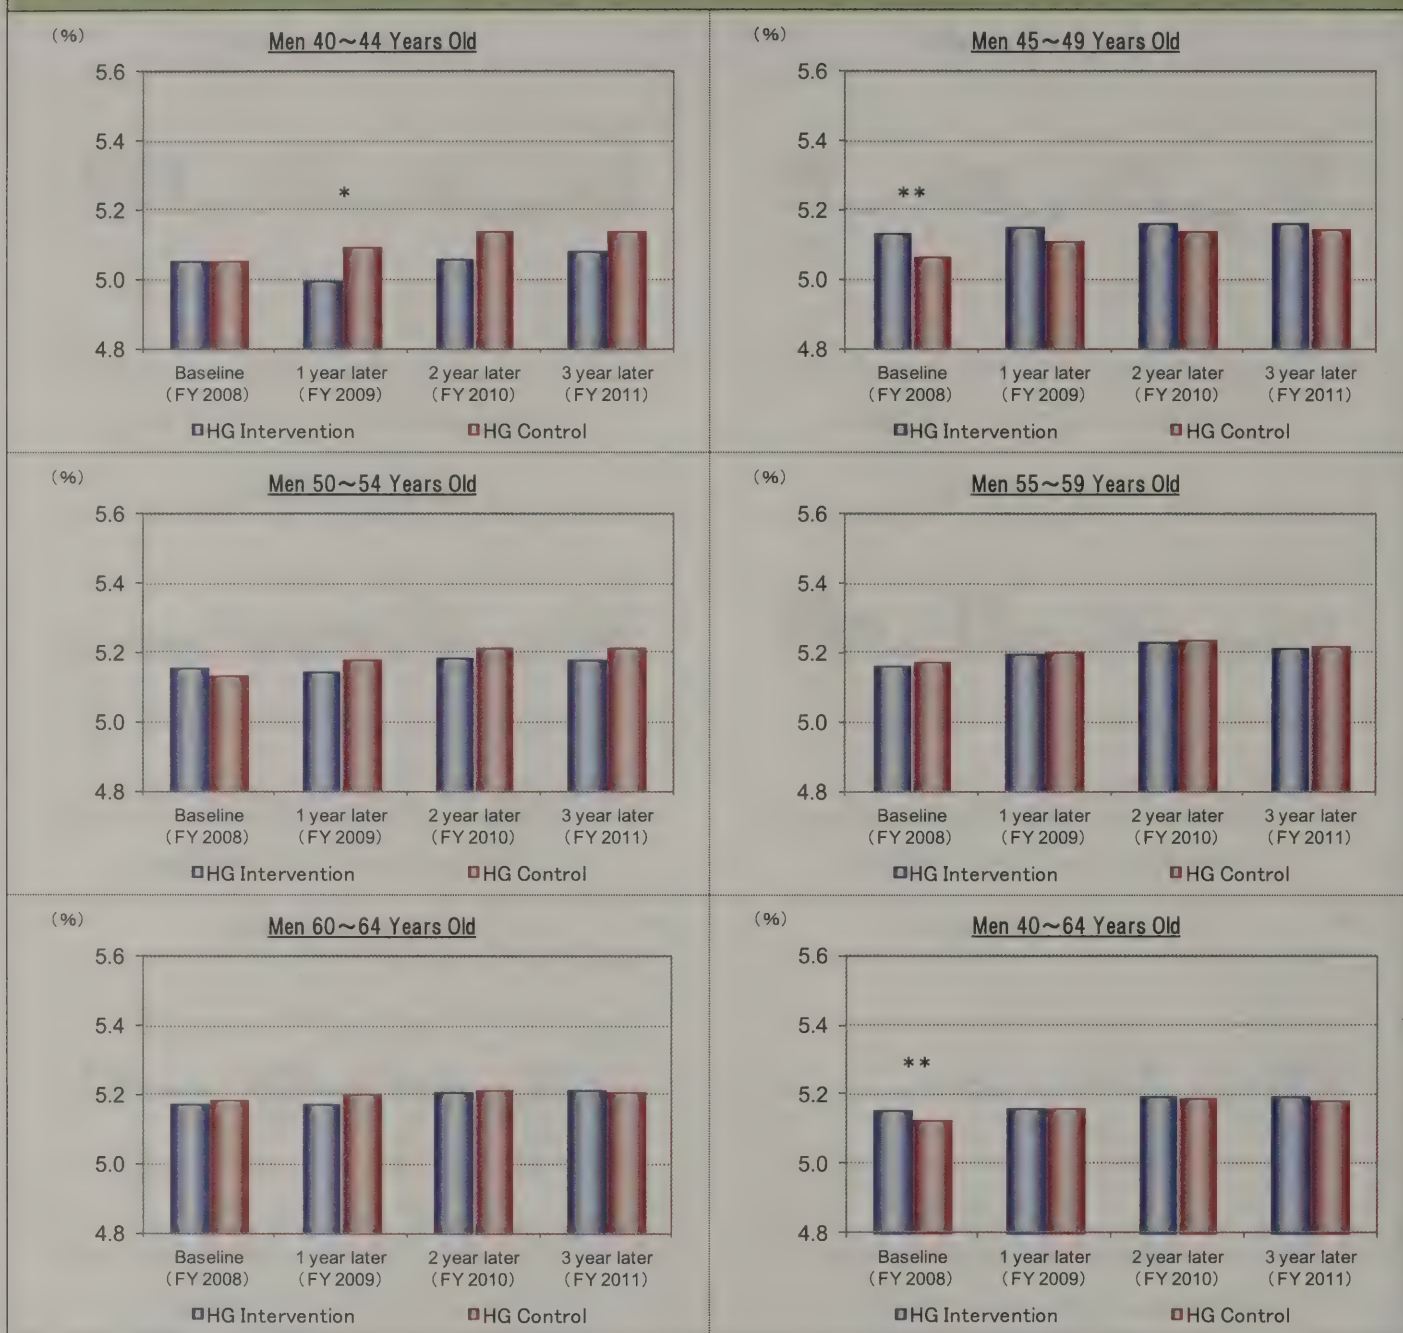 (%)
Men 40～44 Years Old
5.6
5.4
*
5.2
5.0
4.8
Baseline 1 year later 2 year later 3 year later
(FY 2008) (FY 2009) (FY 2010) (FY 2011)
HG Intervention HG Control
(%)
Men 45～49 Years Old
5.6
5.4
**
5.2
5.0
4.8
Baseline 1 year later 2 year later 3 year later
(FY 2008) (FY 2009) (FY 2010) (FY 2011)
HG Intervention HG Control
(%)
Men 50～54 Years Old
5.6
5.4
5.2
5.0
4.8
Baseline 1 year later 2 year later 3 year later
(FY 2008) (FY 2009) (FY 2010) (FY 2011)
HG Intervention HG Control
(%)
Men 55～59 Years Old
5.6
5.4
5.2
5.0
4.8
Baseline 1 year later 2 year later 3 year later
(FY 2008) (FY 2009) (FY 2010) (FY 2011)
HG Intervention HG Control
(%)
Men 60～64 Years Old
5.6
5.4
5.2
5.0
4.8
Baseline 1 year later 2 year later 3 year later
(FY 2008) (FY 2009) (FY 2010) (FY 2011)
HG Intervention HG Control
(%)
Men 40～64 Years Old
5.6
5.4
**
5.2
5.0
4.8
Baseline 1 year later 2 year later 3 year later
(FY 2008) (FY 2009) (FY 2010) (FY 2011)
HG Intervention HG Control